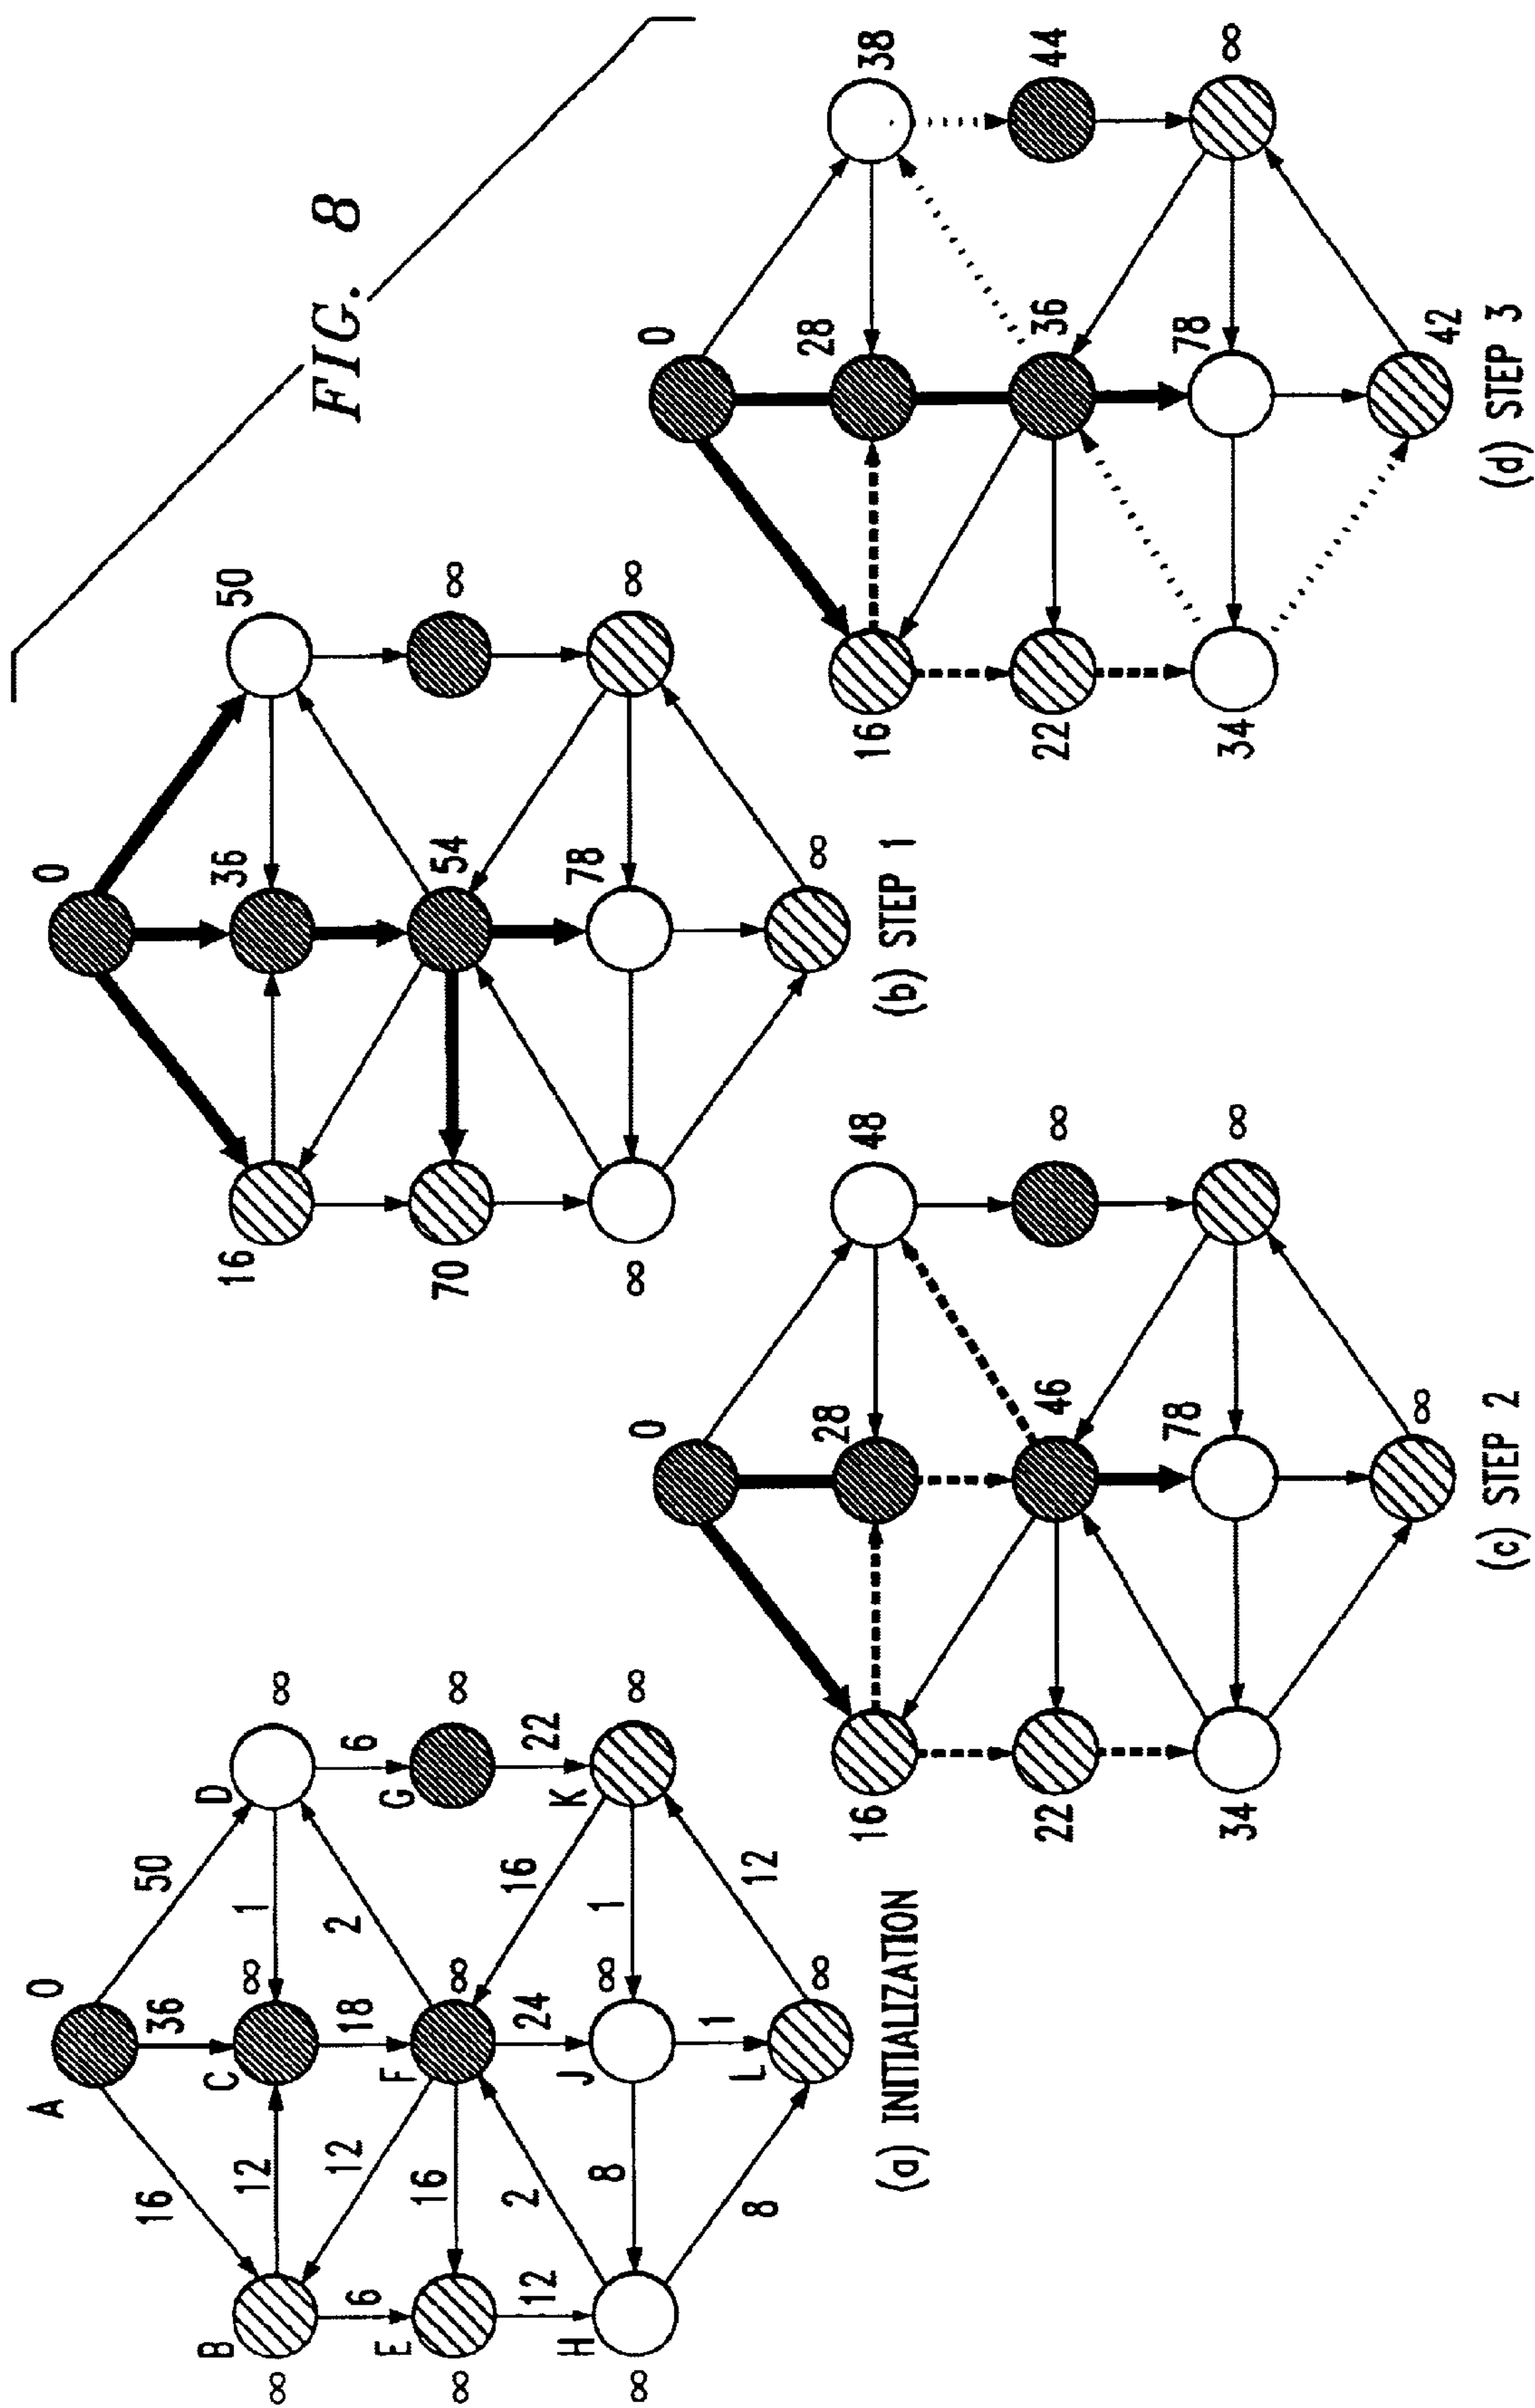 FIG. 8
A 0
16 36 50
B ∞ C ∞ D ∞
12 1
6 12 18 2 6
E ∞ F ∞ G ∞
16
12 2 24 16 22
H ∞ J ∞ K ∞
8 1
8 1 12
L ∞
(a) INITIALIZATION
0
16 36 50
70 54 ∞
∞ 78 ∞
∞
(b) STEP 1
0
16 28 48
22 46 ∞
34 78 ∞
∞
(c) STEP 2
0
16 28 38
22 36 44
34 78 ∞
42
(d) STEP 3